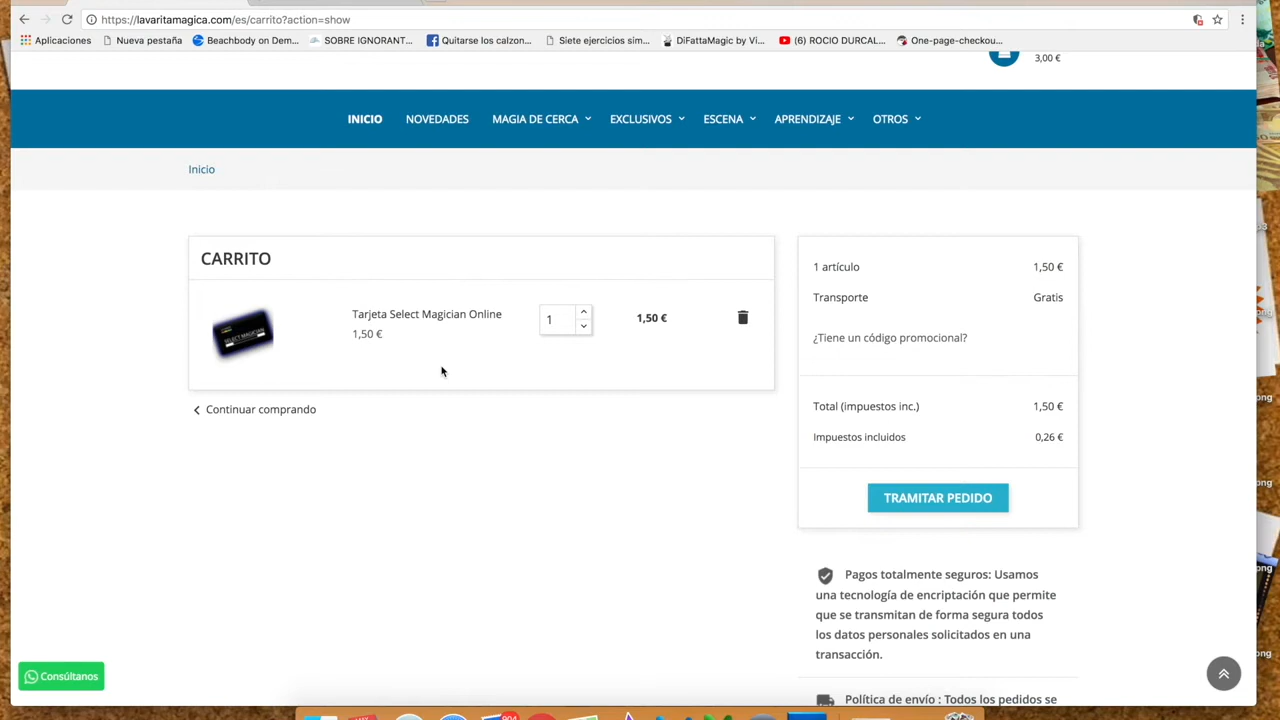 https://lavaritamagica.com/es/carrito?action=show
Aplicaciones Nueva pestaña Beachbody on Dem... SOBRE IGNORANT... Quitarse los calzon... Siete ejercicios sim... DiFattaMagic by Vi... (6) ROCIO DURCAL... One-page-checkou...
3,00 €
INICIO NOVEDADES MAGIA DE CERCA EXCLUSIVOS ESCENA APRENDIZAJE OTROS
Inicio
CARRITO
SELECT MAGICIAN
Tarjeta Select Magician Online
1,50 €
1
1,50 €
Continuar comprando
1 artículo 1,50 €
Transporte Gratis
¿Tiene un código promocional?
Total (impuestos inc.) 1,50 €
Impuestos incluidos 0,26 €
TRAMITAR PEDIDO
Pagos totalmente seguros: Usamos
una tecnología de encriptación que permite
que se transmitan de forma segura todos
los datos personales solicitados en una
transacción.
Política de envío : Todos los pedidos se
Consúltanos
904